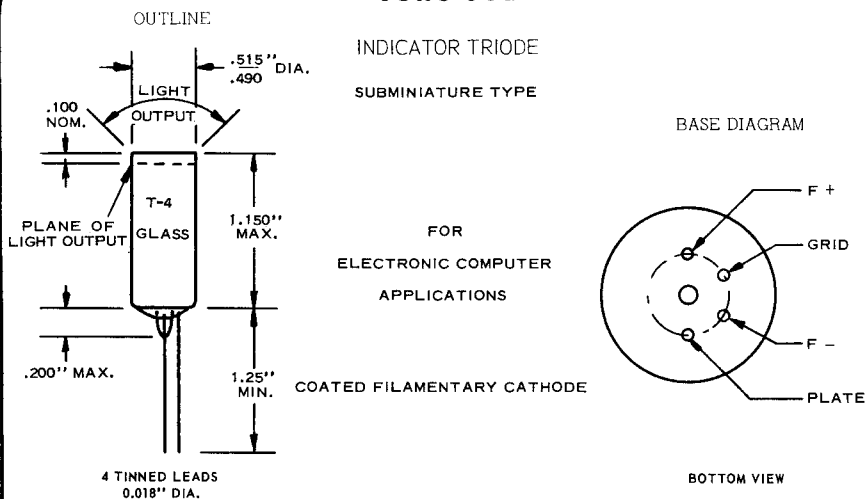 OUTLINE
INDICATOR TRIODE
SUBMINIATURE TYPE
.515" DIA.
.490
LIGHT
OUTPUT
.100
NOM.
T-4
GLASS
PLANE OF
LIGHT OUTPUT
1.150"
MAX.
.200" MAX.
1.25"
MIN.
4 TINNED LEADS
0.018" DIA.
FOR
ELECTRONIC COMPUTER
APPLICATIONS
COATED FILAMENTARY CATHODE
BASE DIAGRAM
F +
GRID
F -
PLATE
BOTTOM VIEW